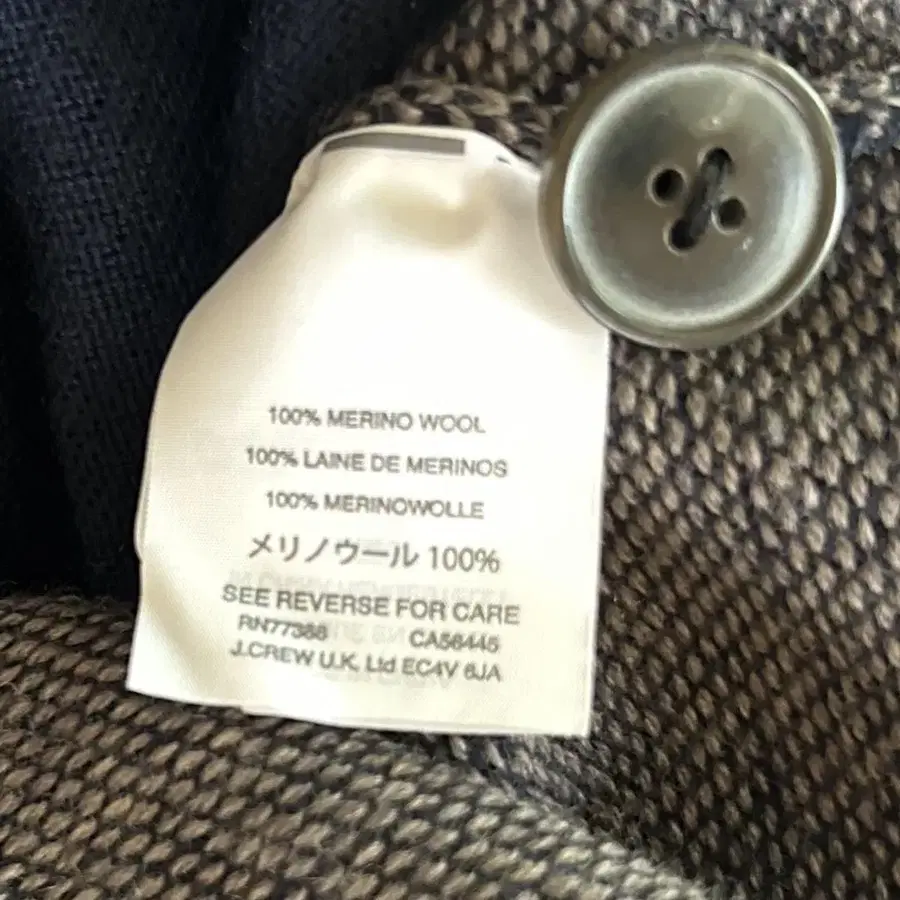 100% MERINO WOOL
100% LAINE DE MERINOS
100% MERINOWOLLE
メリノウール 100%
SEE REVERSE FOR CARE
RN77388 CA56445
J.CREW U.K. Ltd EC4V 6JA